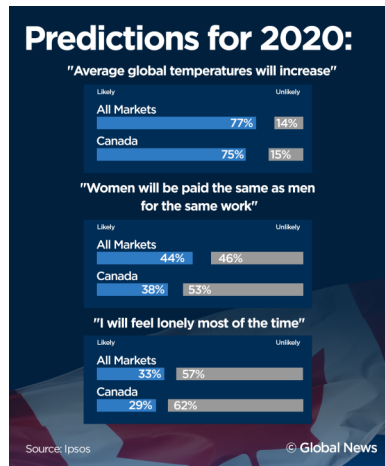 Predictions for 2020:
"Average global temperatures will increase"
Likely Unlikely
All Markets
77% 14%
Canada
75% 15%
"Women will be paid the same as men
for the same work"
Likely Unlikely
All Markets
44% 46%
Canada
38% 53%
"I will feel lonely most of the time"
Likely Unlikely
All Markets
33% 57%
Canada
29% 62%
Source: Ipsos © Global News